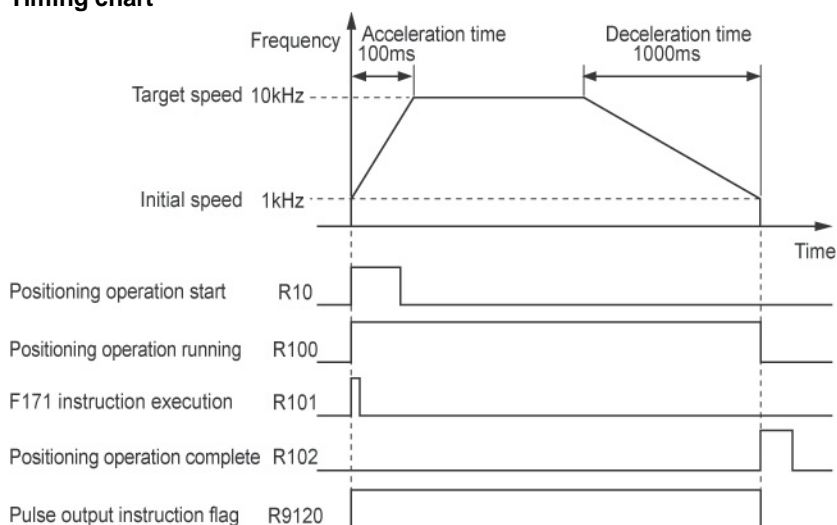 Timing chart
Frequency
Acceleration time
100ms
Deceleration time
1000ms
Target speed 10kHz
Initial speed 1kHz
Time
Positioning operation start R10
Positioning operation running R100
F171 instruction execution R101
Positioning operation complete R102
Pulse output instruction flag R9120